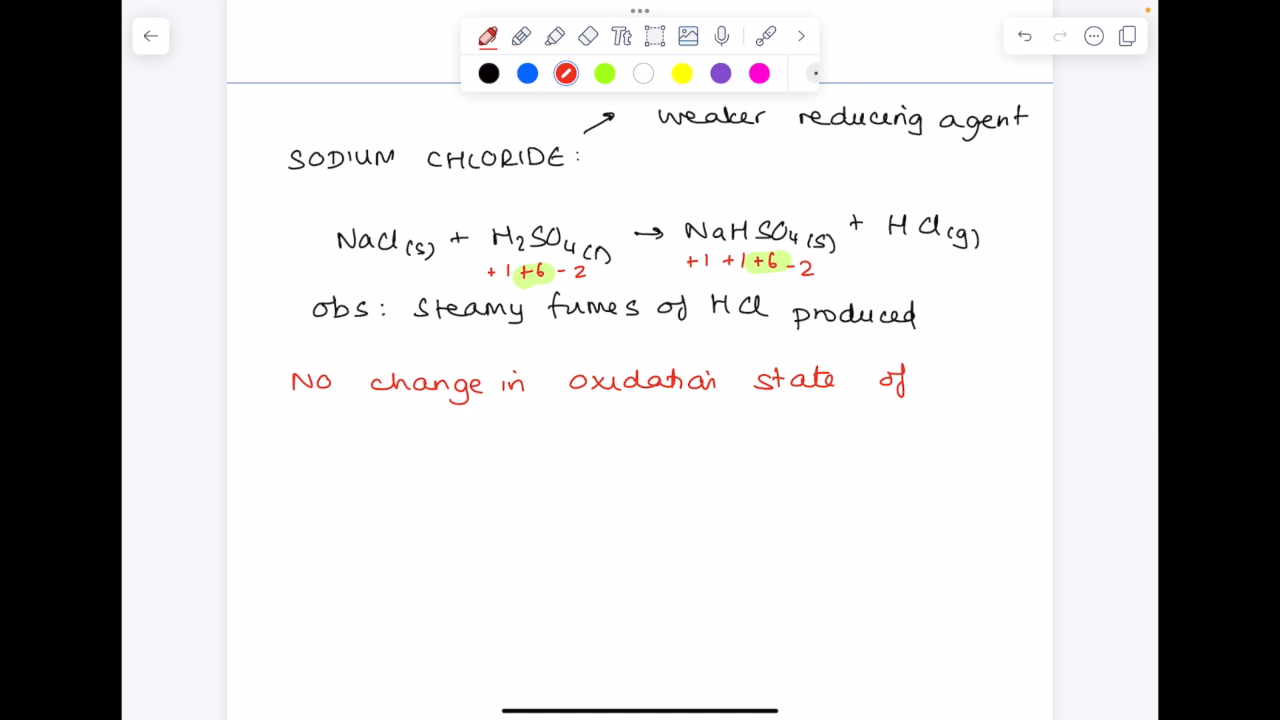 Tt
weaker reducing agent
SODIUM CHLORIDE:
NaCl(s) + H₂SO₄(l) → NaHSO₄(s) + HCl(g)
+1 +6 -2 +1 +1 +6 -2
obs: steamy fumes of HCl produced
No change in oxidation state of